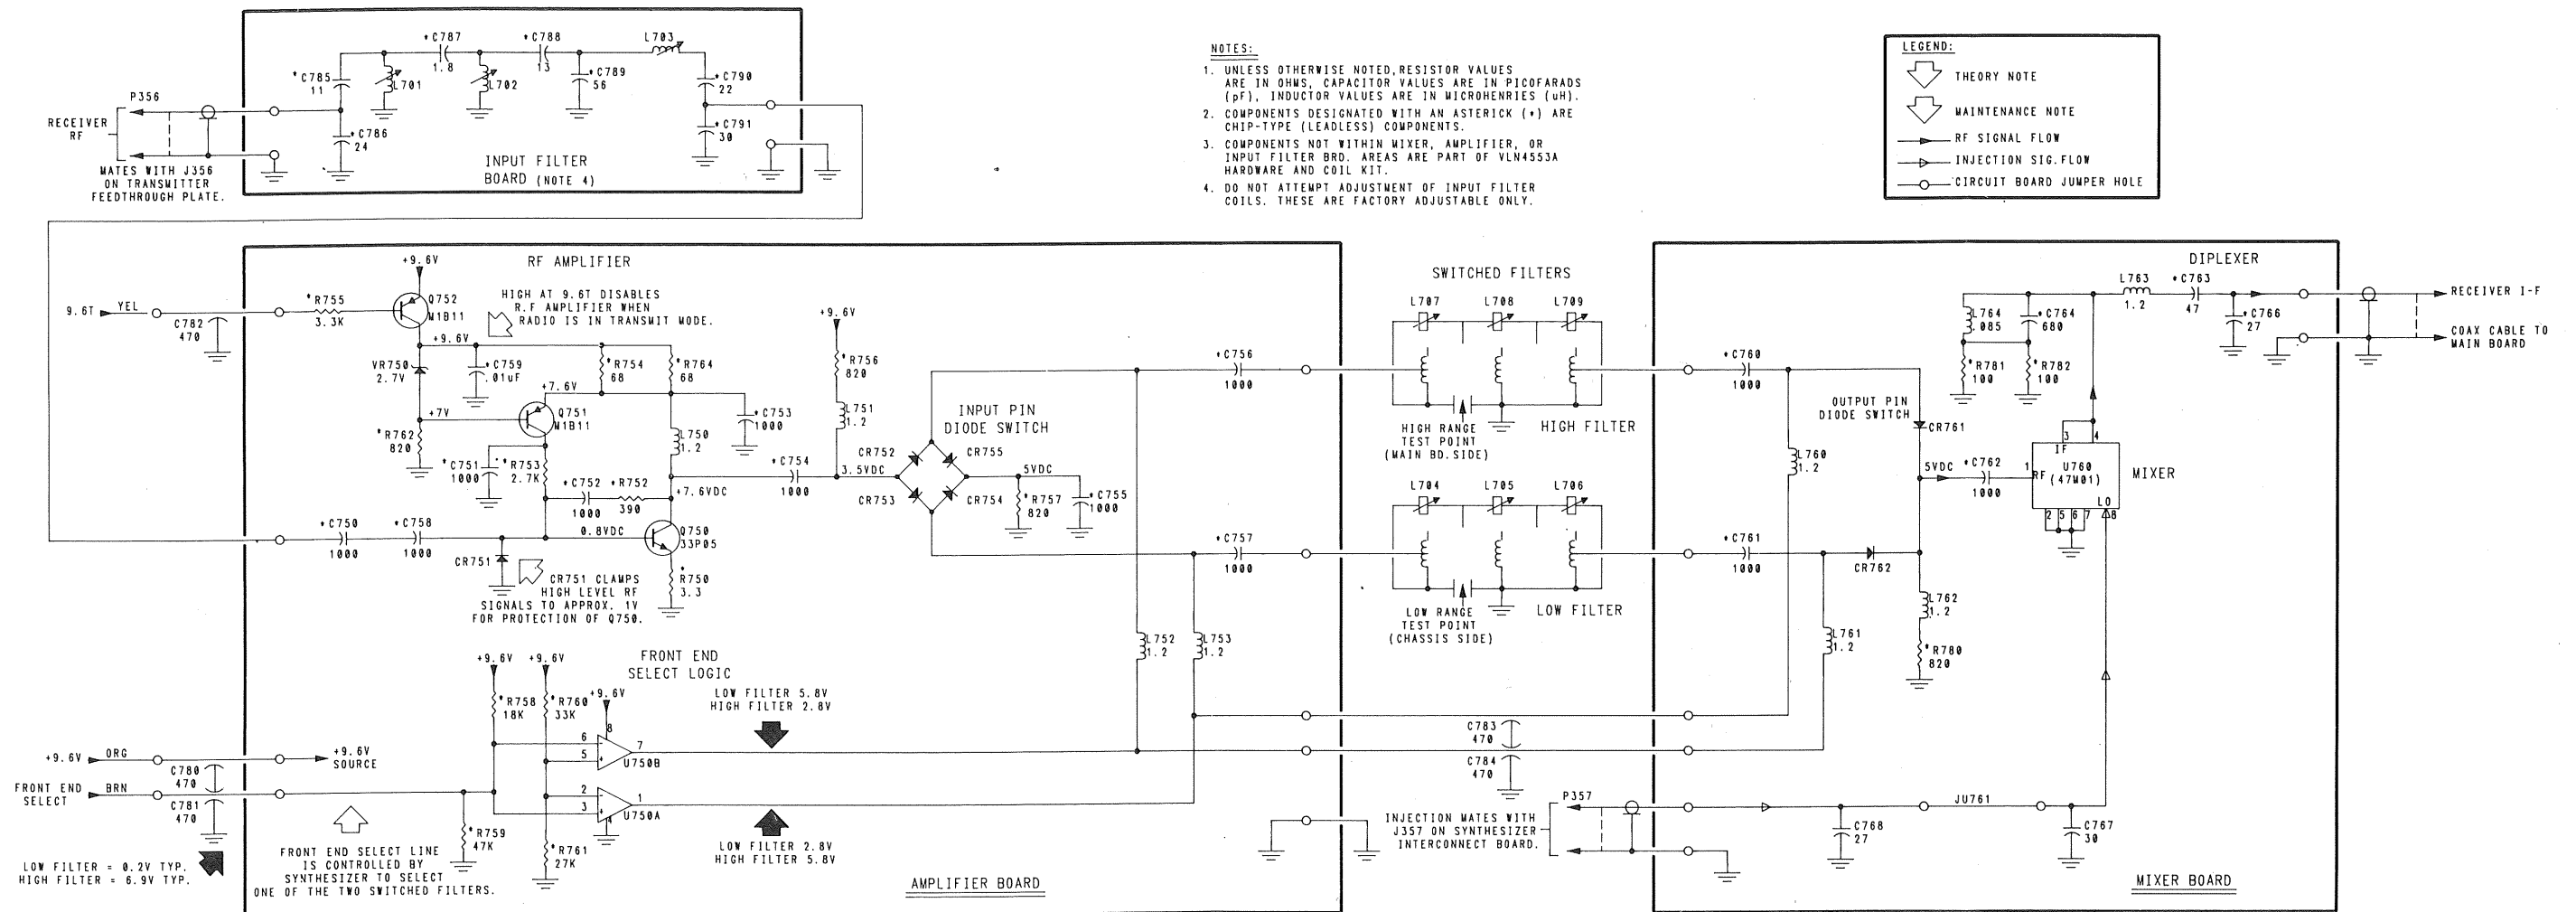 *C787
1.8
*C788
13
L703
*C785
11
L701
L702
*C789
56
*C790
22
P356
RECEIVER
RF
*C786
24
*C791
30
MATES WITH J356
ON TRANSMITTER
FEEDTHROUGH PLATE.
INPUT FILTER
BOARD (NOTE 4)
NOTES:
1. UNLESS OTHERWISE NOTED,RESISTOR VALUES
ARE IN OHMS, CAPACITOR VALUES ARE IN PICOFARADS
(pF), INDUCTOR VALUES ARE IN MICROHENRIES (uH).
2. COMPONENTS DESIGNATED WITH AN ASTERICK (*) ARE
CHIP-TYPE (LEADLESS) COMPONENTS.
3. COMPONENTS NOT WITHIN MIXER, AMPLIFIER, OR
INPUT FILTER BRD. AREAS ARE PART OF VLN4553A
HARDWARE AND COIL KIT.
4. DO NOT ATTEMPT ADJUSTMENT OF INPUT FILTER
COILS. THESE ARE FACTORY ADJUSTABLE ONLY.
LEGEND:
THEORY NOTE
MAINTENANCE NOTE
RF SIGNAL FLOW
INJECTION SIG.FLOW
CIRCUIT BOARD JUMPER HOLE
RF AMPLIFIER
+9.6V
9.6T
YEL
C782
470
*R755
3.3K
Q752
M1B11
HIGH AT 9.6T DISABLES
R.F AMPLIFIER WHEN
RADIO IS IN TRANSMIT MODE.
+9.6V
VR750
2.7V
*C759
.01uF
*R754
68
*R764
68
+7.6V
+7V
Q751
M1B11
*C753
1000
*R762
820
L750
1.2
*C751
1000
*R753
2.7K
*C752
1000
*R752
390
+7.6VDC
0.8VDC
Q750
33P05
*C750
1000
*C758
1000
CR751
CR751 CLAMPS
HIGH LEVEL RF
SIGNALS TO APPROX. 1V
FOR PROTECTION OF Q750.
*R750
3.3
+9.6V
*R756
820
L751
1.2
*C754
1000
3.5VDC
INPUT PIN
DIODE SWITCH
CR752
CR755
CR753
CR754
5VDC
*R757
820
*C755
1000
*C756
1000
*C757
1000
L752
1.2
L753
1.2
FRONT END
SELECT LOGIC
+9.6V
+9.6V
*R758
18K
*R760
33K
+9.6V
8
6
5
7
U750B
2
3
1
4
U750A
LOW FILTER 5.8V
HIGH FILTER 2.8V
LOW FILTER 2.8V
HIGH FILTER 5.8V
+9.6V
ORG
+9.6V
SOURCE
C780
470
FRONT END
SELECT
BRN
C781
470
*R759
47K
*R761
27K
LOW FILTER = 0.2V TYP.
HIGH FILTER = 6.9V TYP.
FRONT END SELECT LINE
IS CONTROLLED BY
SYNTHESIZER TO SELECT
ONE OF THE TWO SWITCHED FILTERS.
AMPLIFIER BOARD
SWITCHED FILTERS
L707
L708
L709
HIGH RANGE
TEST POINT
(MAIN BD.SIDE)
HIGH FILTER
L704
L705
L706
LOW RANGE
TEST POINT
(CHASSIS SIDE)
LOW FILTER
C783
470
C784
470
P357
INJECTION MATES WITH
J357 ON SYNTHESIZER
INTERCONNECT BOARD.
DIPLEXER
L763
1.2
*C763
47
*C766
27
RECEIVER I-F
COAX CABLE TO
MAIN BOARD
L764
.085
*C764
680
*R781
100
*R782
100
*C760
1000
OUTPUT PIN
DIODE SWITCH
CR761
L760
1.2
3
4
IF
5VDC
*C762
1000
1
RF
U760
(47M01)
LO
2
5
6
7
8
MIXER
*C761
1000
CR762
L762
1.2
L761
1.2
*R780
820
JU761
*C768
27
*C767
30
MIXER BOARD